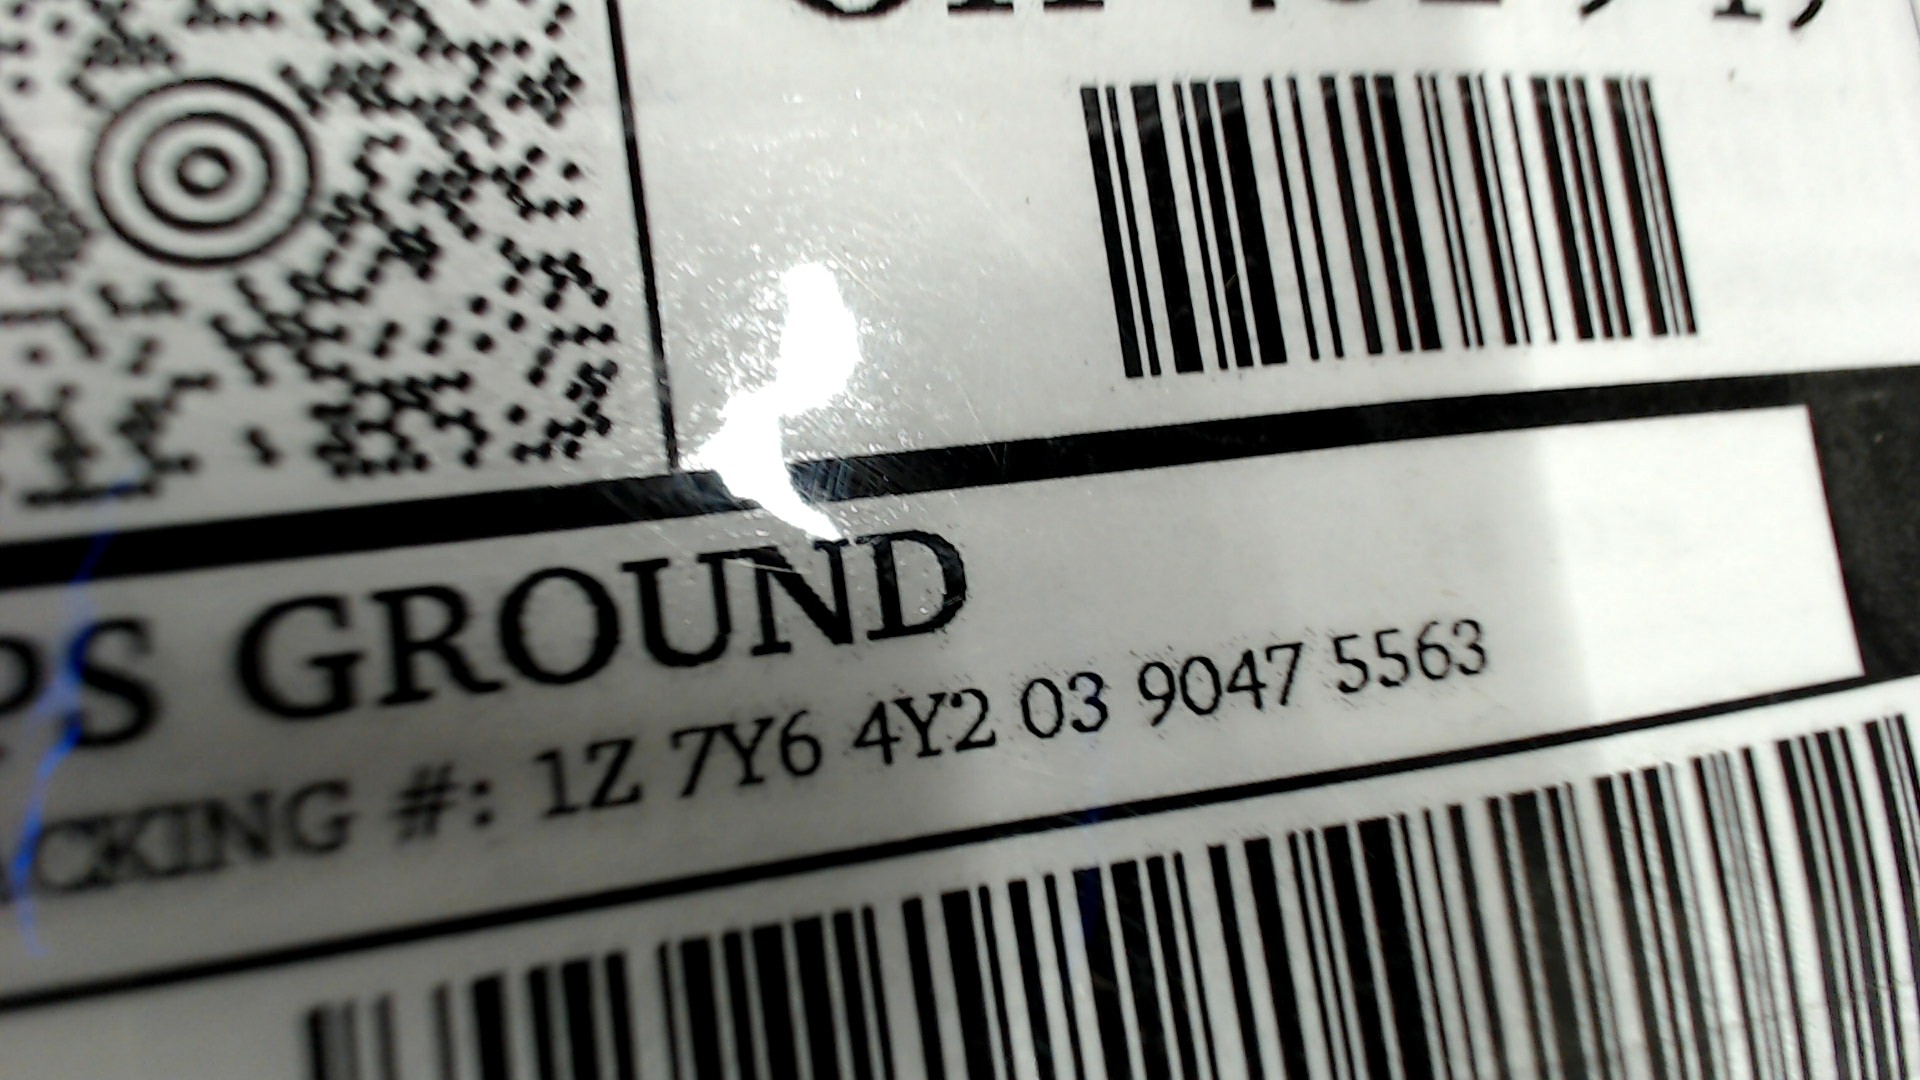 PS GROUND
ACKING #: 1Z 7Y6 4Y2 03 9047 5563